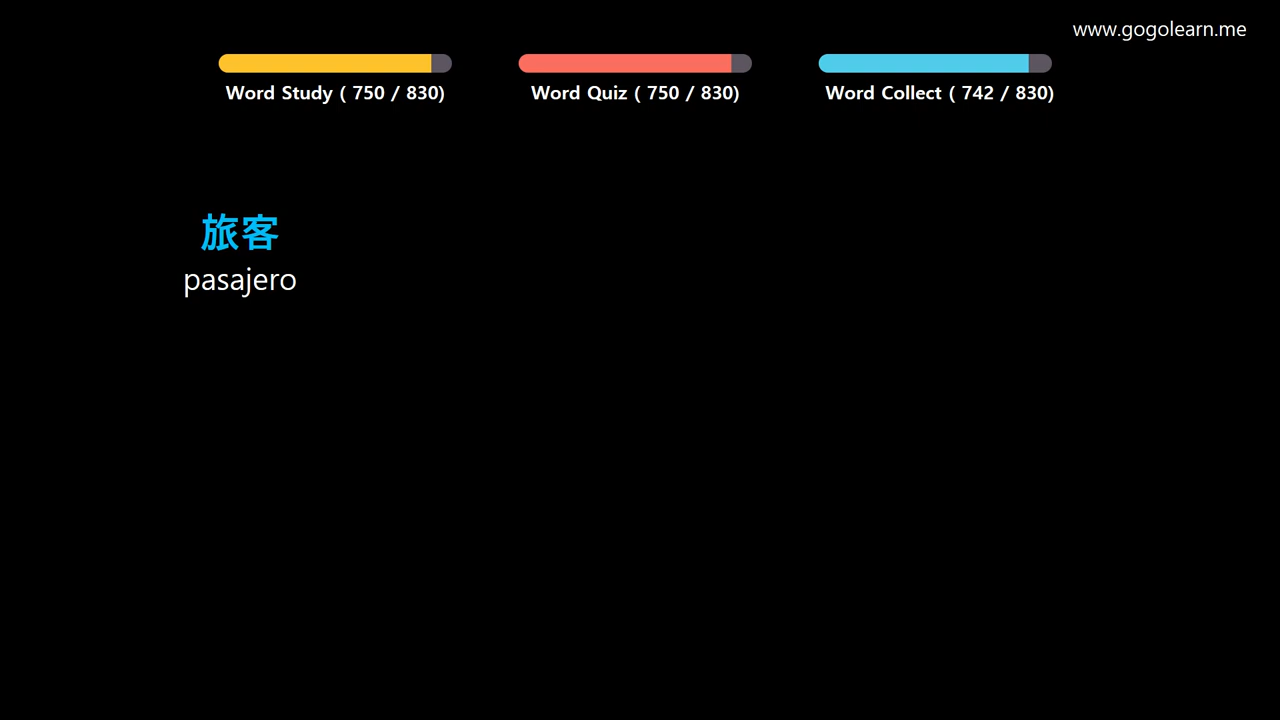 www.gogolearn.me
Word Study ( 750 / 830)
Word Quiz ( 750 / 830)
Word Collect ( 742 / 830)
旅客
pasajero